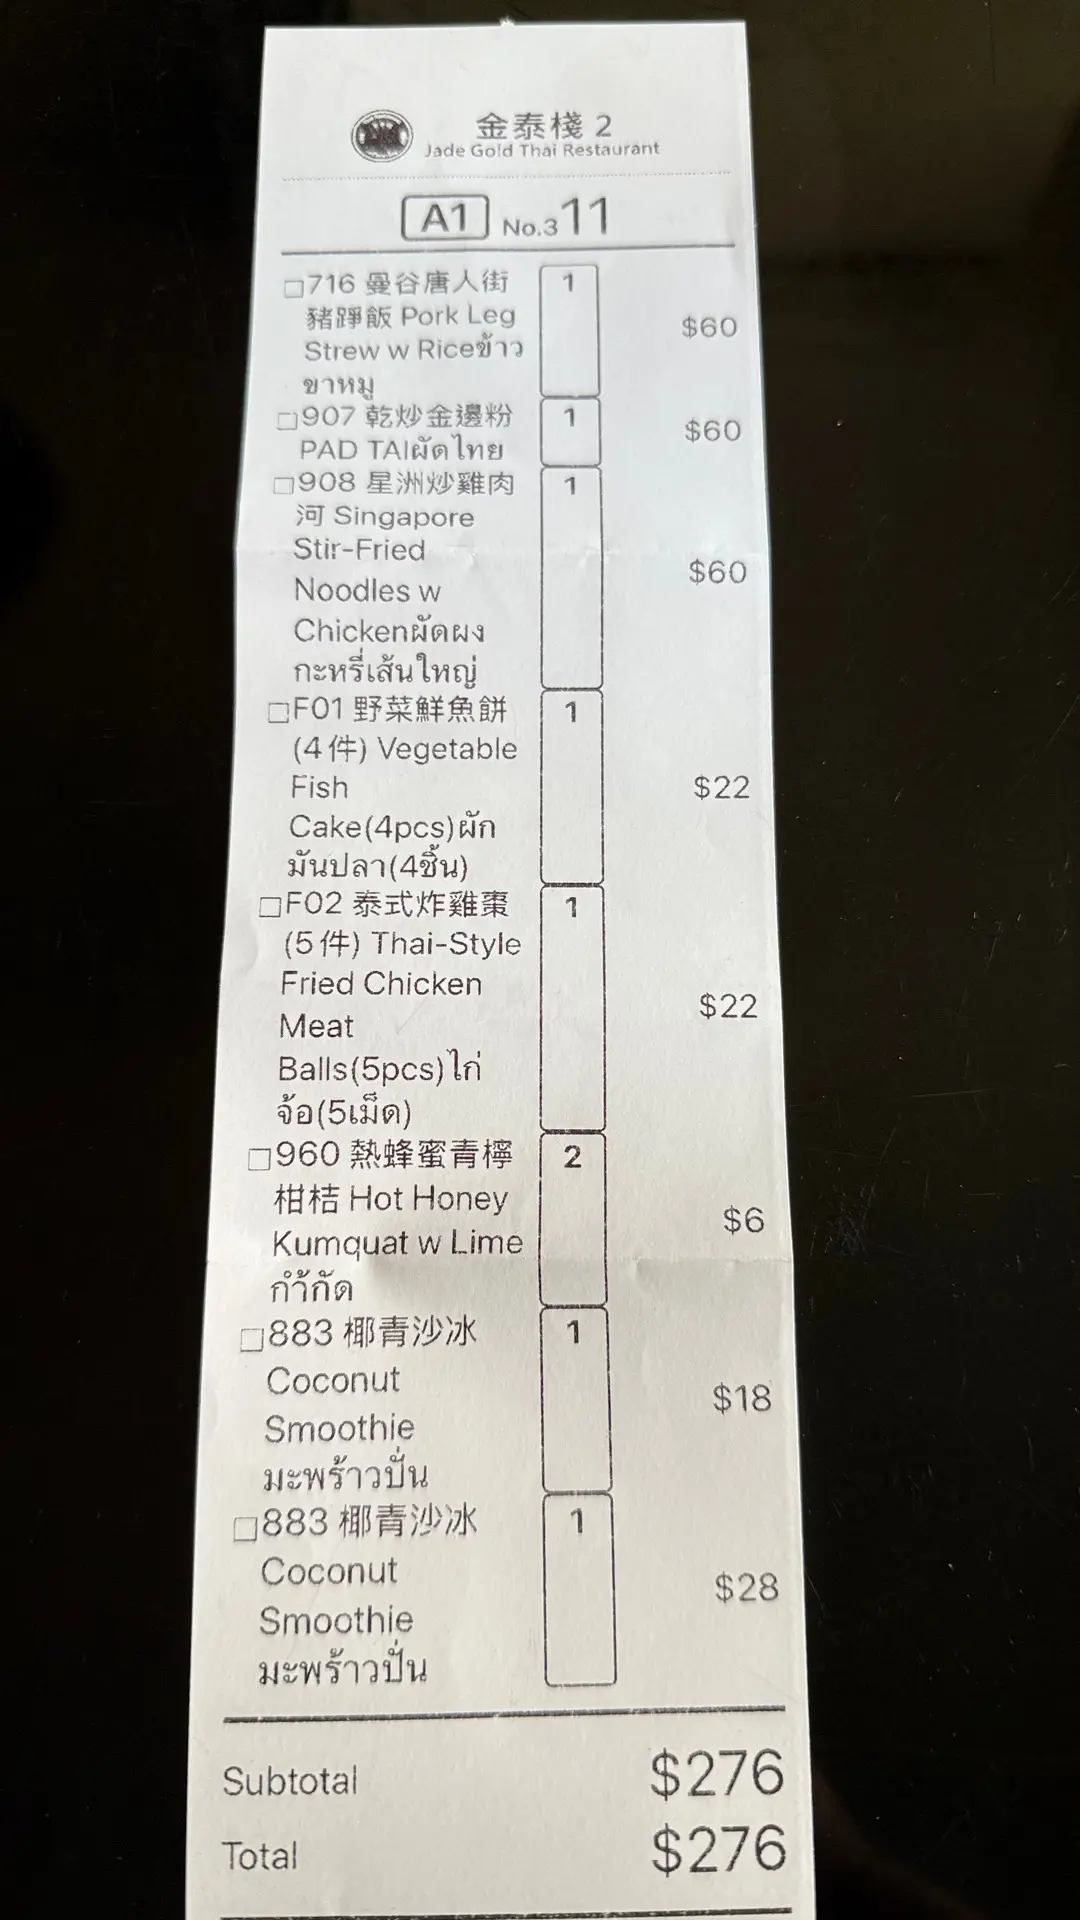 金泰棧 2
Jade Gold Thai Restaurant
A1 No.311
716 曼谷唐人街 1
豬踭飯 Pork Leg $60
Strew w Riceข้าว
ขาหมู
907 乾炒金邊粉 1
PAD TAIผัดไทย $60
908 星洲炒雞肉 1
河 Singapore
Stir-Fried $60
Noodles w
Chickenผัดผง
กะหรี่เส้นใหญ่
F01 野菜鮮魚餅 1
(4件) Vegetable
Fish $22
Cake(4pcs)ผัก
มันปลา(4ชิ้น)
F02 泰式炸雞棗 1
(5件) Thai-Style
Fried Chicken $22
Meat
Balls(5pcs)ไก่
จ้อ(5เม็ด)
960 熱蜂蜜青檸 2
柑桔 Hot Honey $6
Kumquat w Lime
กำ้กัด
883 椰青沙冰 1
Coconut $18
Smoothie
มะพร้าวปั่น
883 椰青沙冰 1
Coconut $28
Smoothie
มะพร้าวปั่น
Subtotal $276
Total $276